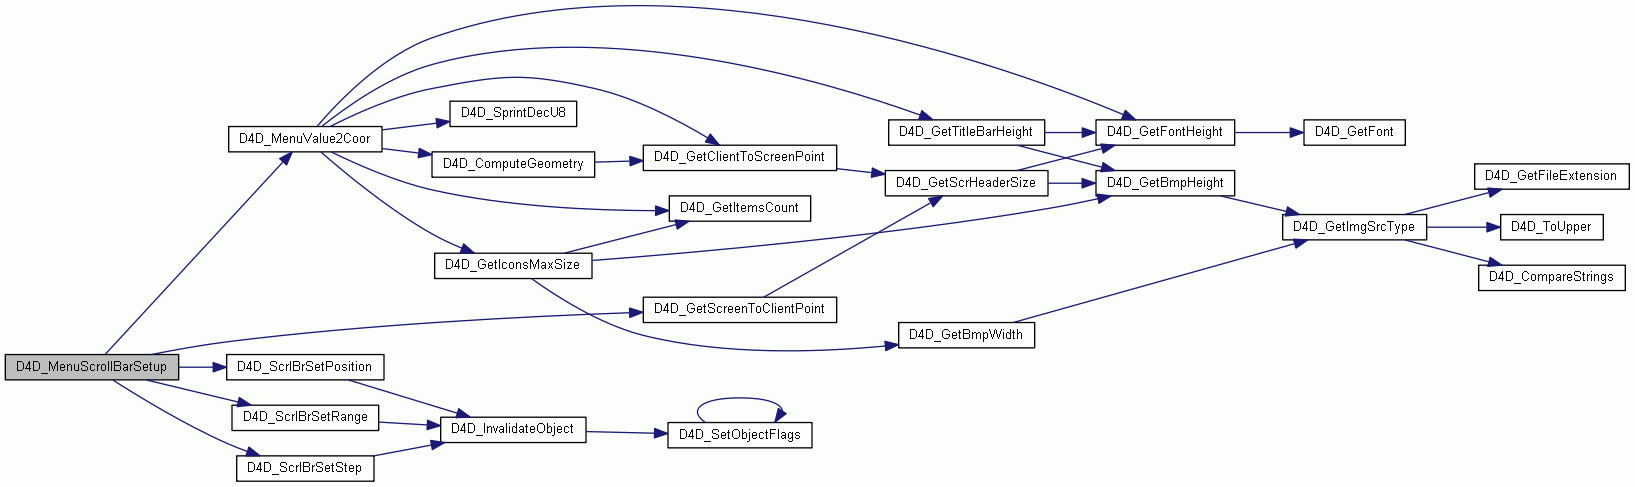 D4D_MenuScrollBarSetup
D4D_MenuValue2Coor
D4D_SprintDecU8
D4D_ComputeGeometry
D4D_GetClientToScreenPoint
D4D_GetItemsCount
D4D_GetIconsMaxSize
D4D_GetScreenToClientPoint
D4D_ScrlBrSetPosition
D4D_ScrlBrSetRange
D4D_ScrlBrSetStep
D4D_InvalidateObject
D4D_SetObjectFlags
D4D_GetTitleBarHeight
D4D_GetScrHeaderSize
D4D_GetBmpWidth
D4D_GetFontHeight
D4D_GetBmpHeight
D4D_GetFont
D4D_GetImgSrcType
D4D_GetFileExtension
D4D_ToUpper
D4D_CompareStrings